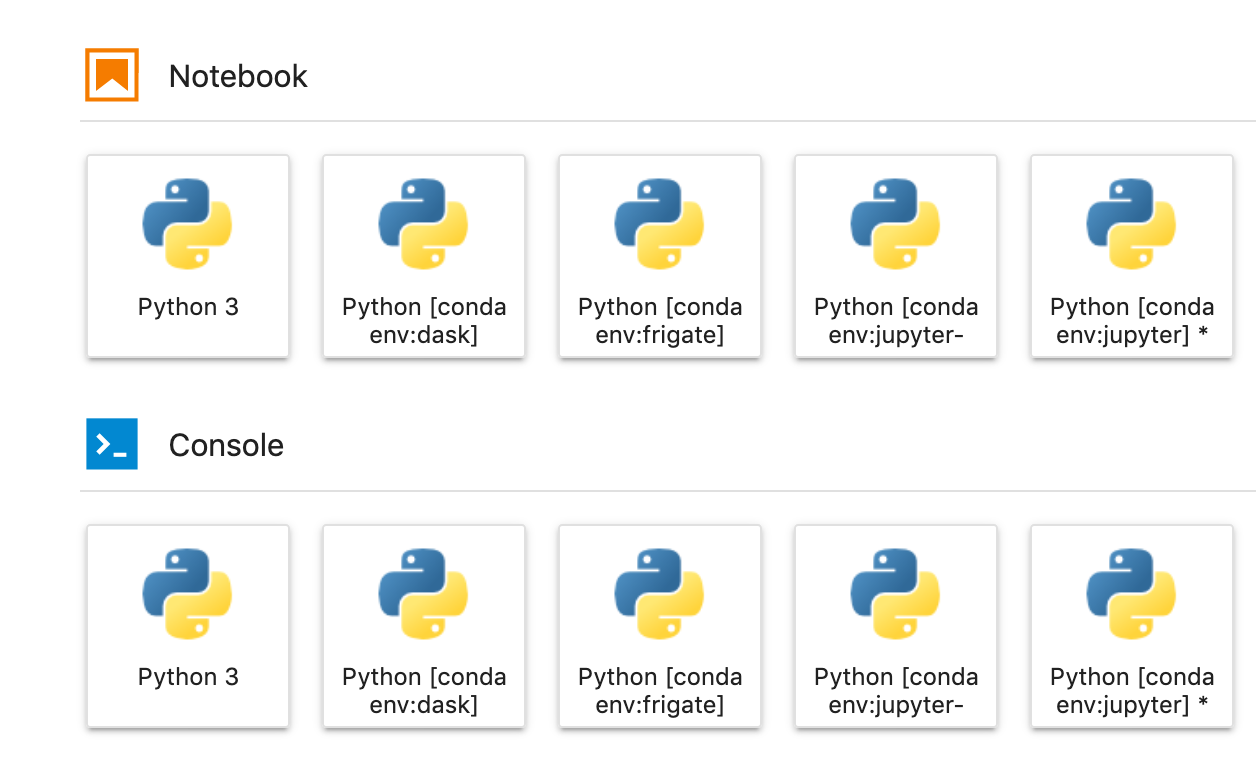 Notebook
Python 3
Python [conda
env:dask]
Python [conda
env:frigate]
Python [conda
env:jupyter-
Python [conda
env:jupyter] *
Console
Python 3
Python [conda
env:dask]
Python [conda
env:frigate]
Python [conda
env:jupyter-
Python [conda
env:jupyter] *